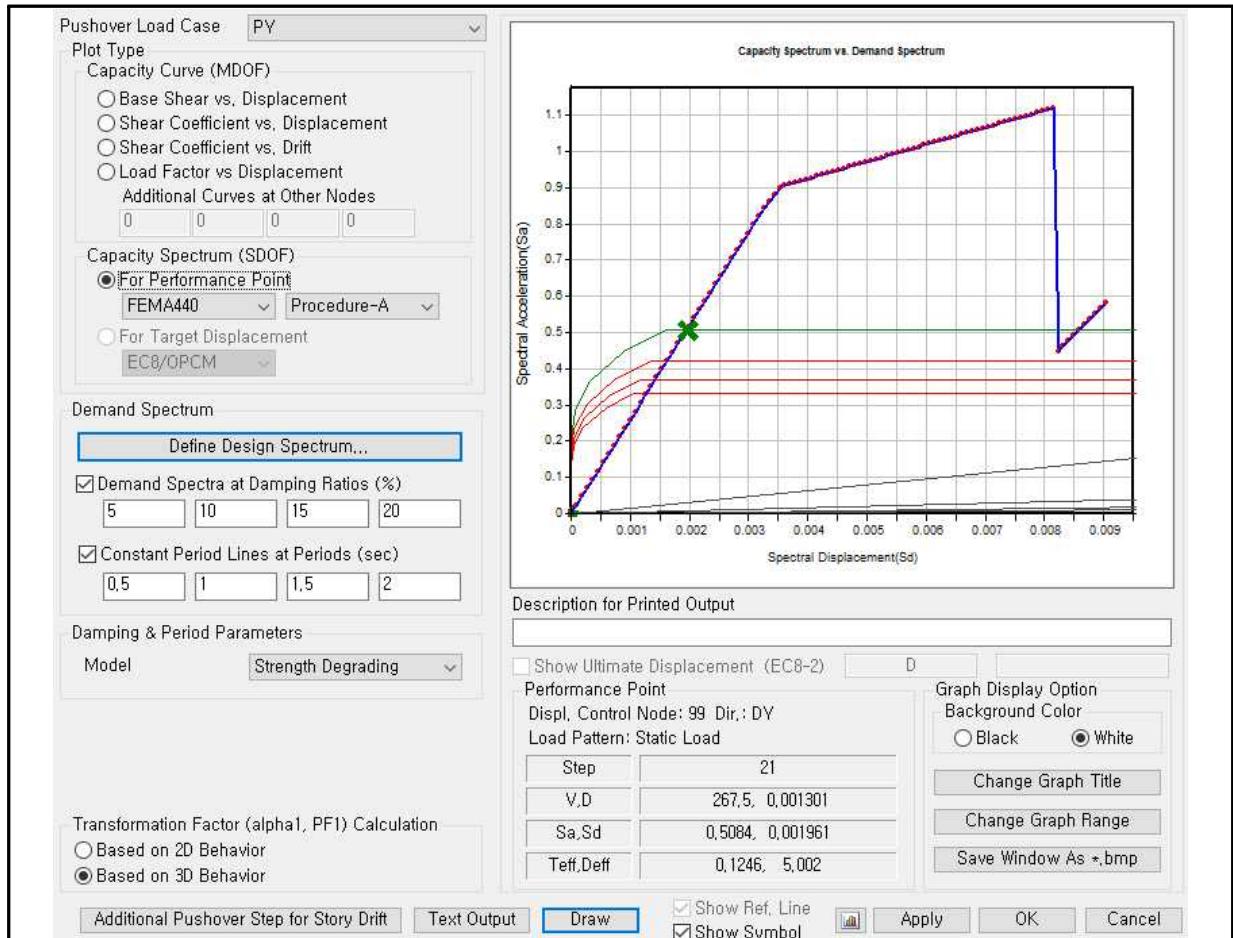 Pushover Load Case PY
Plot Type
Capacity Curve (MDOF)
Base Shear vs, Displacement
Shear Coefficient vs, Displacement
Shear Coefficient vs, Drift
Load Factor vs Displacement
Additional Curves at Other Nodes
0 0 0 0
Capacity Spectrum (SDOF)
For Performance Point
FEMA440 Procedure-A
For Target Displacement
EC8/OPCM
Demand Spectrum
Define Design Spectrum,,,
Demand Spectra at Damping Ratios (%)
5 10 15 20
Constant Period Lines at Periods (sec)
0,5 1 1,5 2
Damping & Period Parameters
Model Strength Degrading
Transformation Factor (alpha1, PF1) Calculation
Based on 2D Behavior
Based on 3D Behavior
Capacity Spectrum vs. Demand Spectrum
Spectral Acceleration(Sa)
1.1
1
0.9
0.8
0.7
0.6
0.5
0.4
0.3
0.2
0.1
0
0 0.001 0.002 0.003 0.004 0.005 0.006 0.007 0.008 0.009
Spectral Displacement(Sd)
Description for Printed Output
Show Ultimate Displacement (EC8-2) D
Performance Point
Displ, Control Node: 99 Dir,: DY
Load Pattern: Static Load
Step 21
V,D 267,5, 0,001301
Sa,Sd 0,5084, 0,001961
Teff,Deff 0,1246, 5,002
Graph Display Option
Background Color
Black White
Change Graph Title
Change Graph Range
Save Window As *,bmp
Additional Pushover Step for Story Drift Text Output Draw
Show Ref, Line
Show Symbol
Apply OK Cancel